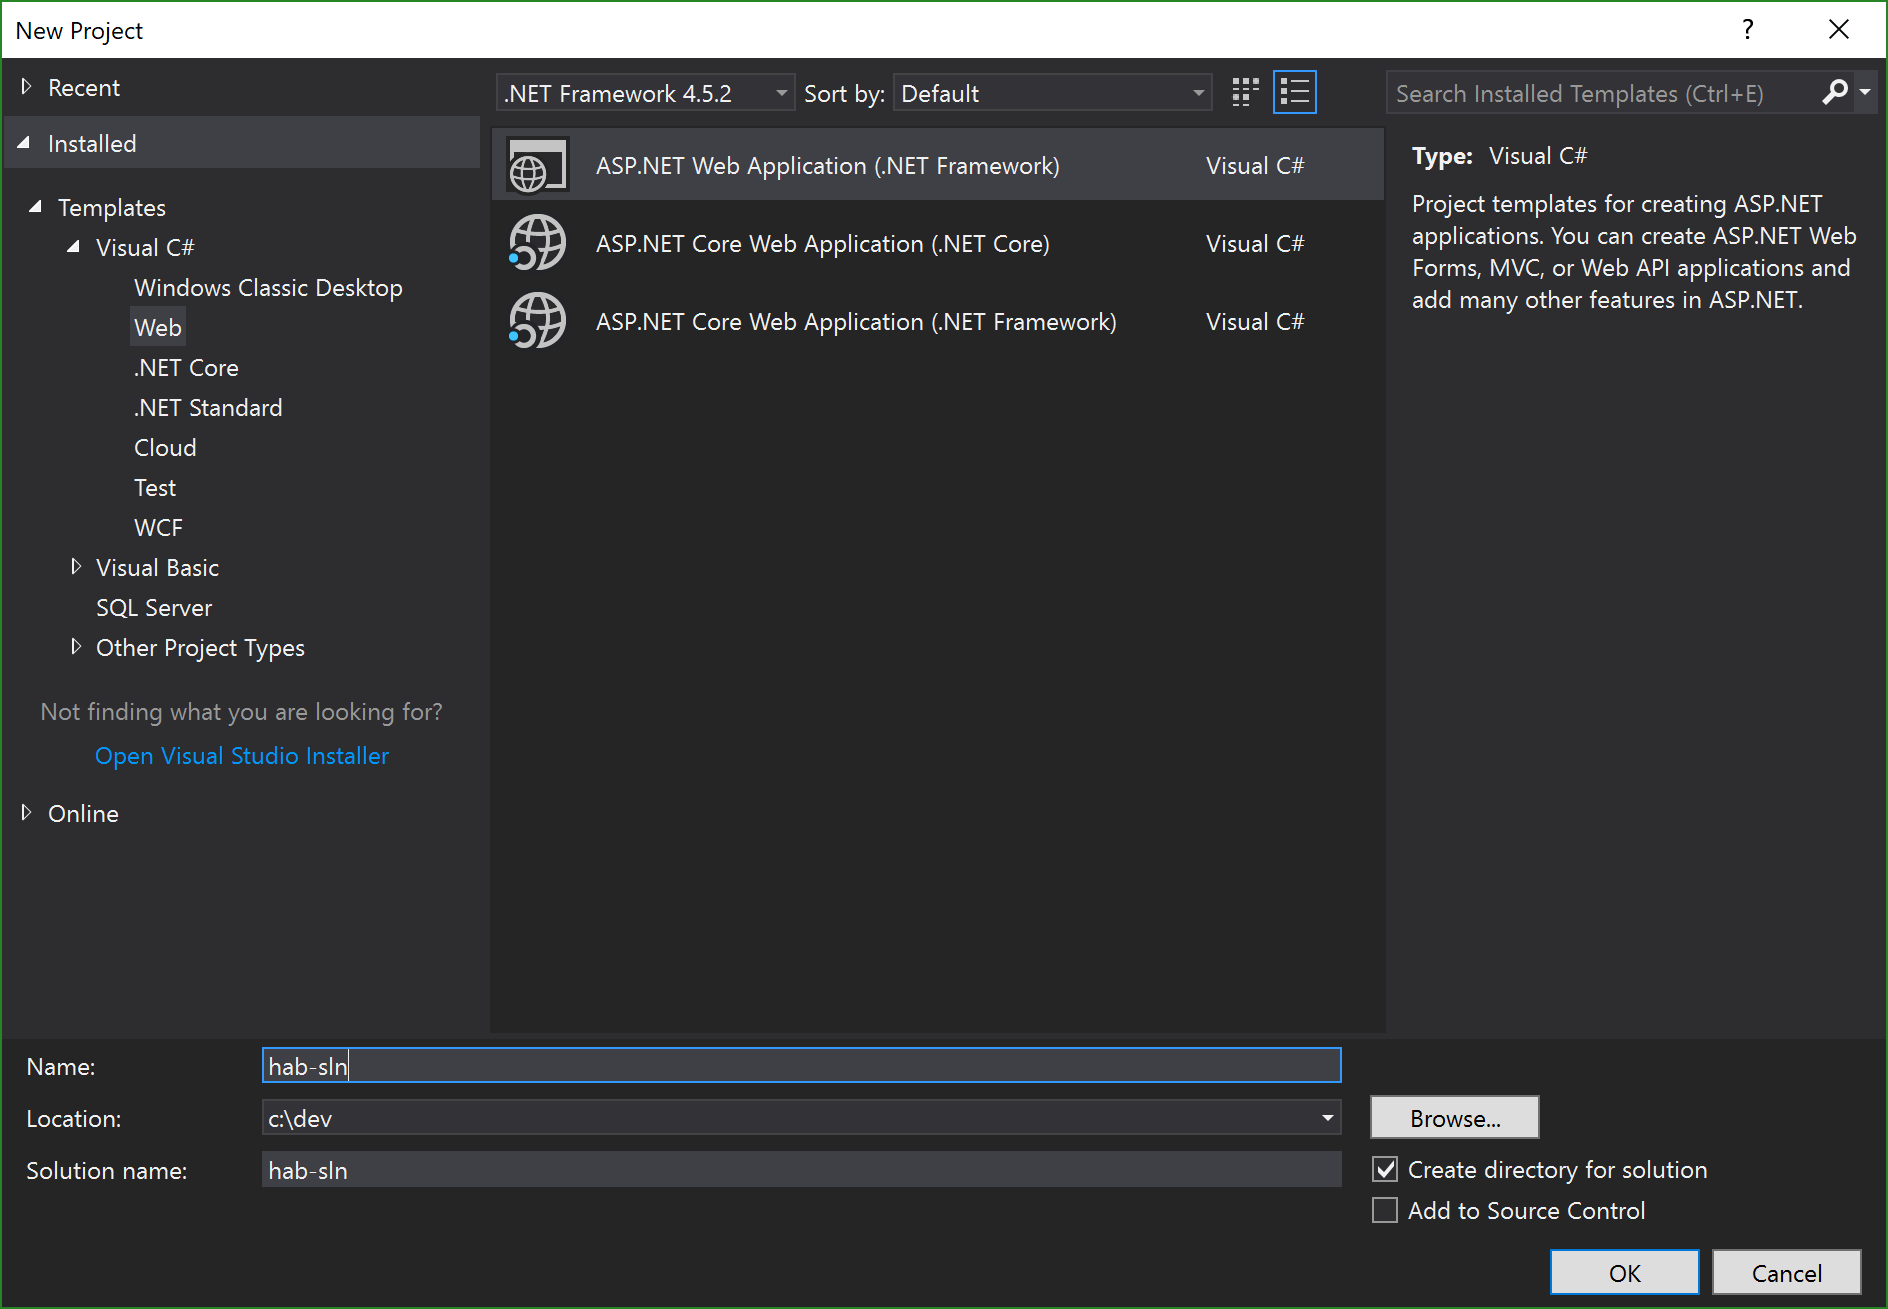 New Project
?
Recent
Installed
Templates
Visual C#
Windows Classic Desktop
Web
.NET Core
.NET Standard
Cloud
Test
WCF
Visual Basic
SQL Server
Other Project Types
Not finding what you are looking for?
Open Visual Studio Installer
Online
.NET Framework 4.5.2
Sort by:
Default
ASP.NET Web Application (.NET Framework) Visual C#
ASP.NET Core Web Application (.NET Core) Visual C#
ASP.NET Core Web Application (.NET Framework) Visual C#
Search Installed Templates (Ctrl+E)
Type: Visual C#
Project templates for creating ASP.NET
applications. You can create ASP.NET Web
Forms, MVC, or Web API applications and
add many other features in ASP.NET.
Name: hab-sln
Location: c:\dev
Browse...
Solution name: hab-sln
Create directory for solution
Add to Source Control
OK
Cancel